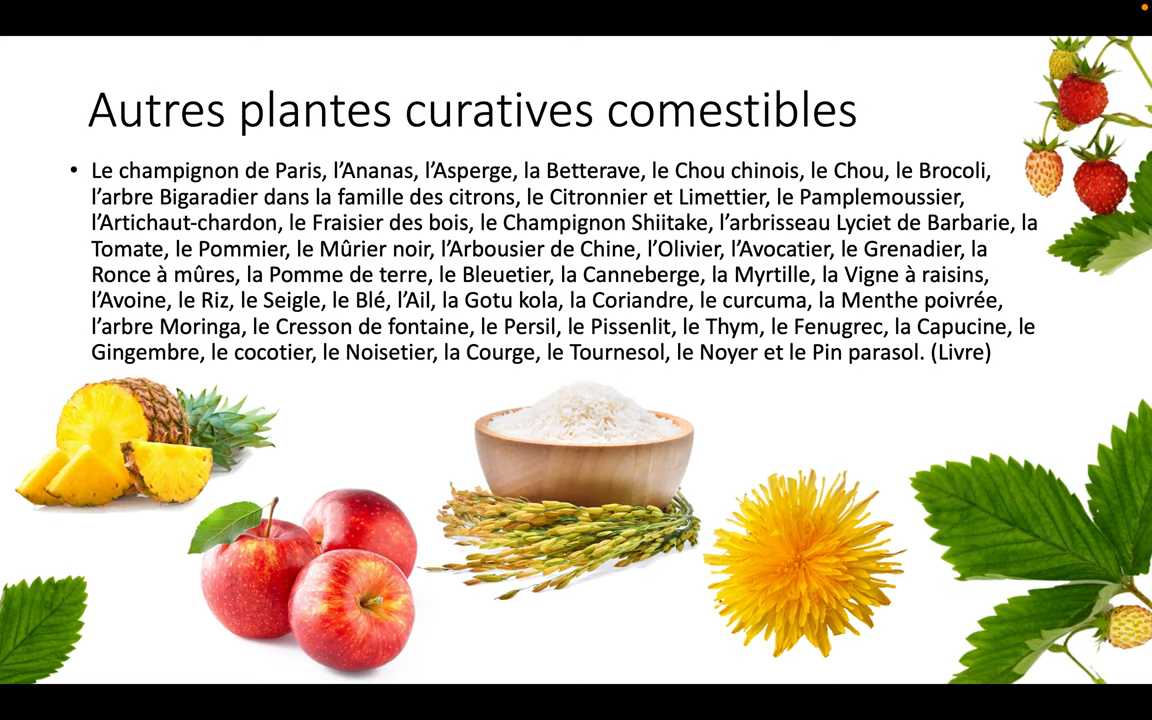 Autres plantes curatives comestibles
• Le champignon de Paris, l’Ananas, l’Asperge, la Betterave, le Chou chinois, le Chou, le Brocoli,
l’arbre Bigaradier dans la famille des citrons, le Citronnier et Limettier, le Pamplemoussier,
l’Artichaut-chardon, le Fraisier des bois, le Champignon Shiitake, l’arbrisseau Lyciet de Barbarie, la
Tomate, le Pommier, le Mûrier noir, l’Arbousier de Chine, l’Olivier, l’Avocatier, le Grenadier, la
Ronce à mûres, la Pomme de terre, le Bleuetier, la Canneberge, la Myrtille, la Vigne à raisins,
l’Avoine, le Riz, le Seigle, le Blé, l’Ail, la Gotu kola, la Coriandre, le curcuma, la Menthe poivrée,
l’arbre Moringa, le Cresson de fontaine, le Persil, le Pissenlit, le Thym, le Fenugrec, la Capucine, le
Gingembre, le cocotier, le Noisetier, la Courge, le Tournesol, le Noyer et le Pin parasol. (Livre)